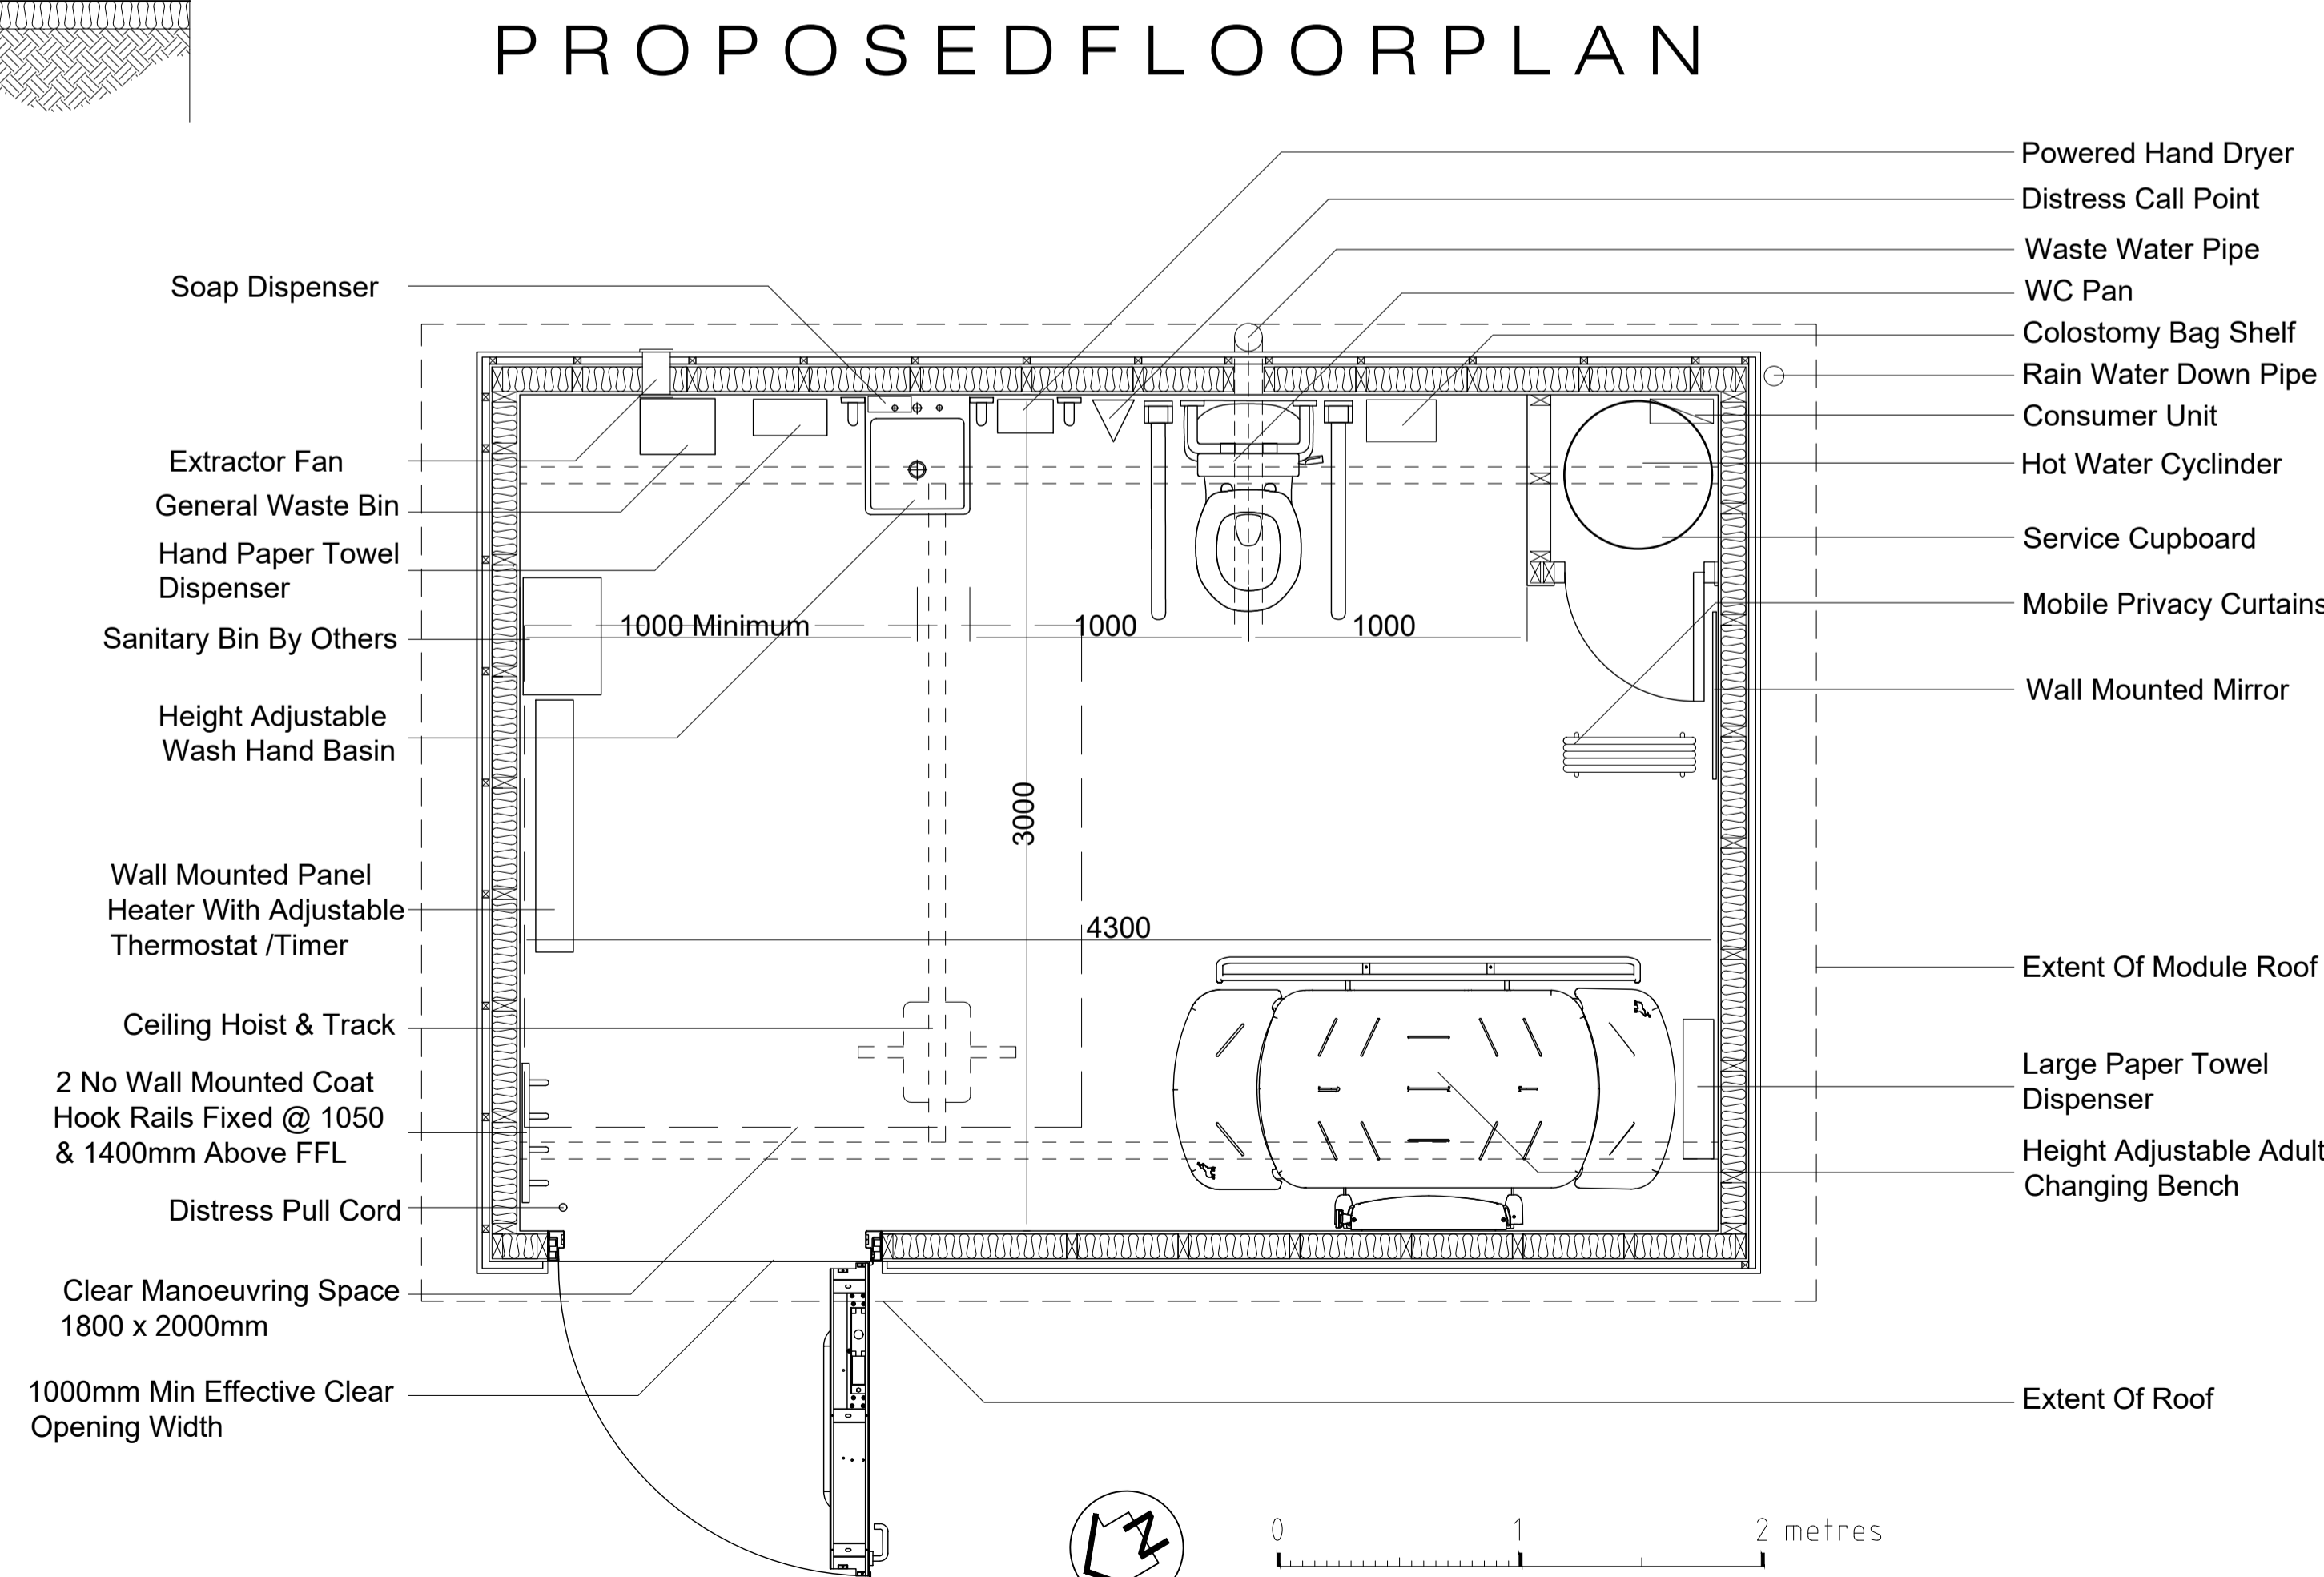 PROPOSEDFLOORPLAN
Soap Dispenser
Extractor Fan
General Waste Bin
Hand Paper Towel
Dispenser
Sanitary Bin By Others
Height Adjustable
Wash Hand Basin
Wall Mounted Panel
Heater With Adjustable
Thermostat /Timer
Ceiling Hoist & Track
2 No Wall Mounted Coat
Hook Rails Fixed @ 1050
& 1400mm Above FFL
Distress Pull Cord
Clear Manoeuvring Space
1800 x 2000mm
1000mm Min Effective Clear
Opening Width
1000 Minimum
1000
1000
3000
4300
Powered Hand Dryer
Distress Call Point
Waste Water Pipe
WC Pan
Colostomy Bag Shelf
Rain Water Down Pipe
Consumer Unit
Hot Water Cyclinder
Service Cupboard
Mobile Privacy Curtains
Wall Mounted Mirror
Extent Of Module Roof
Large Paper Towel
Dispenser
Height Adjustable Adult
Changing Bench
Extent Of Roof
N
0 1 2 metres